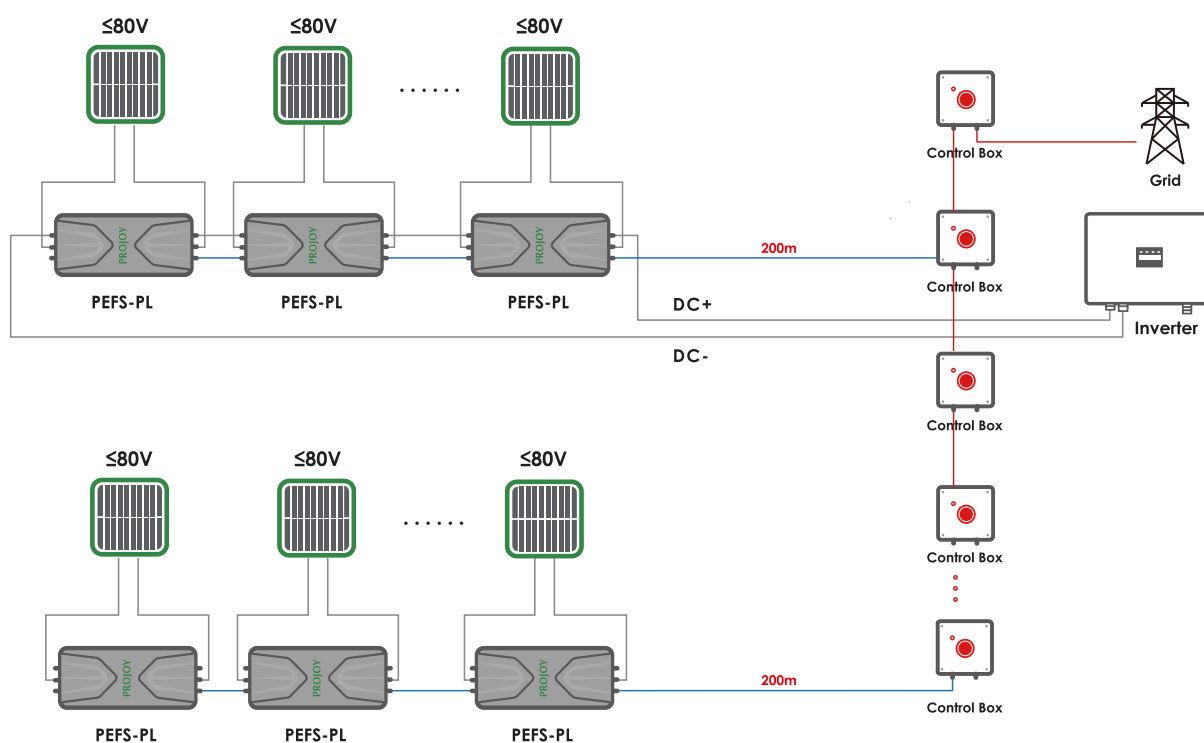 ≤80V
≤80V
≤80V
PROJOY
PROJOY
PROJOY
PEFS-PL
PEFS-PL
PEFS-PL
200m
DC+
DC-
Control Box
Grid
Control Box
Inverter
Control Box
Control Box
Control Box
≤80V
≤80V
≤80V
PROJOY
PROJOY
PROJOY
PEFS-PL
PEFS-PL
PEFS-PL
200m